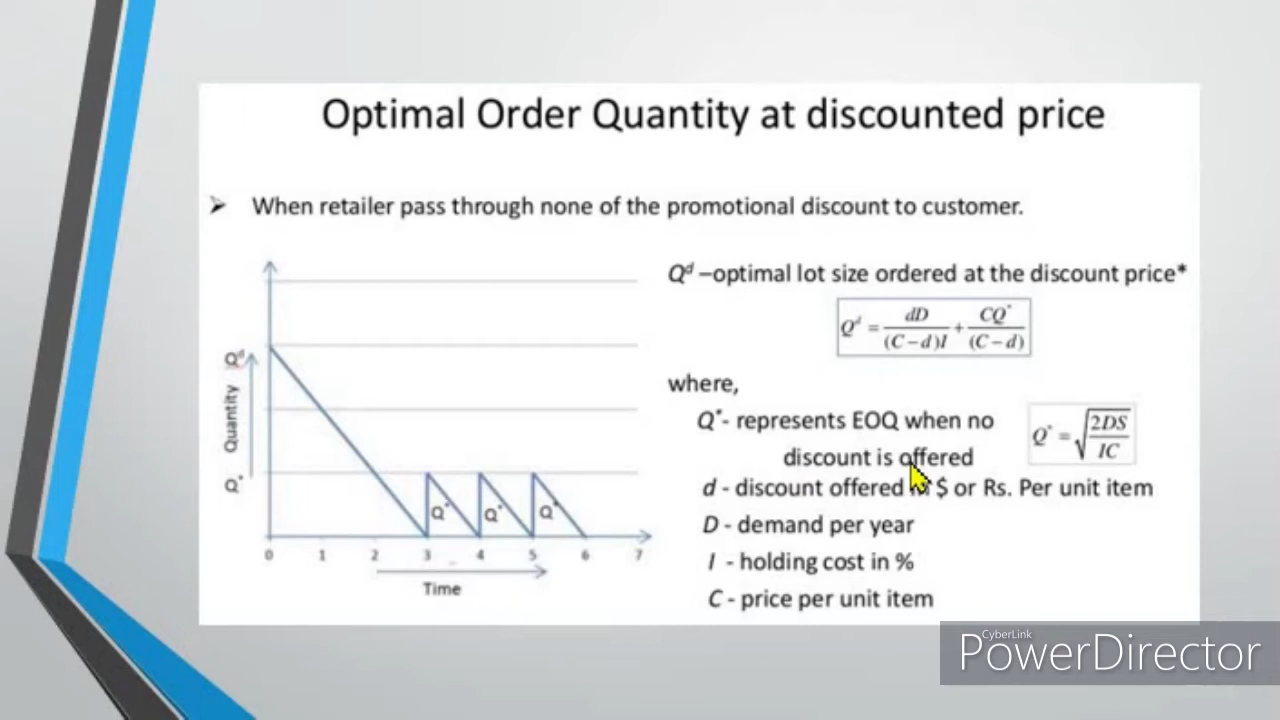 Optimal Order Quantity at discounted price
➢ When retailer pass through none of the promotional discount to customer.
Q^d –optimal lot size ordered at the discount price*
Q^d = dD/((C–d)I) + CQ*/(C–d)
where,
Q*- represents EOQ when no
discount is offered
Q* = √(2DS/IC)
d - discount offered $ or Rs. Per unit item
D - demand per year
I - holding cost in %
C - price per unit item
Quantity Q^d
Q*
Q* Q* Q*
0 1 2 3 4 5 6 7
Time
CyberLink
PowerDirector